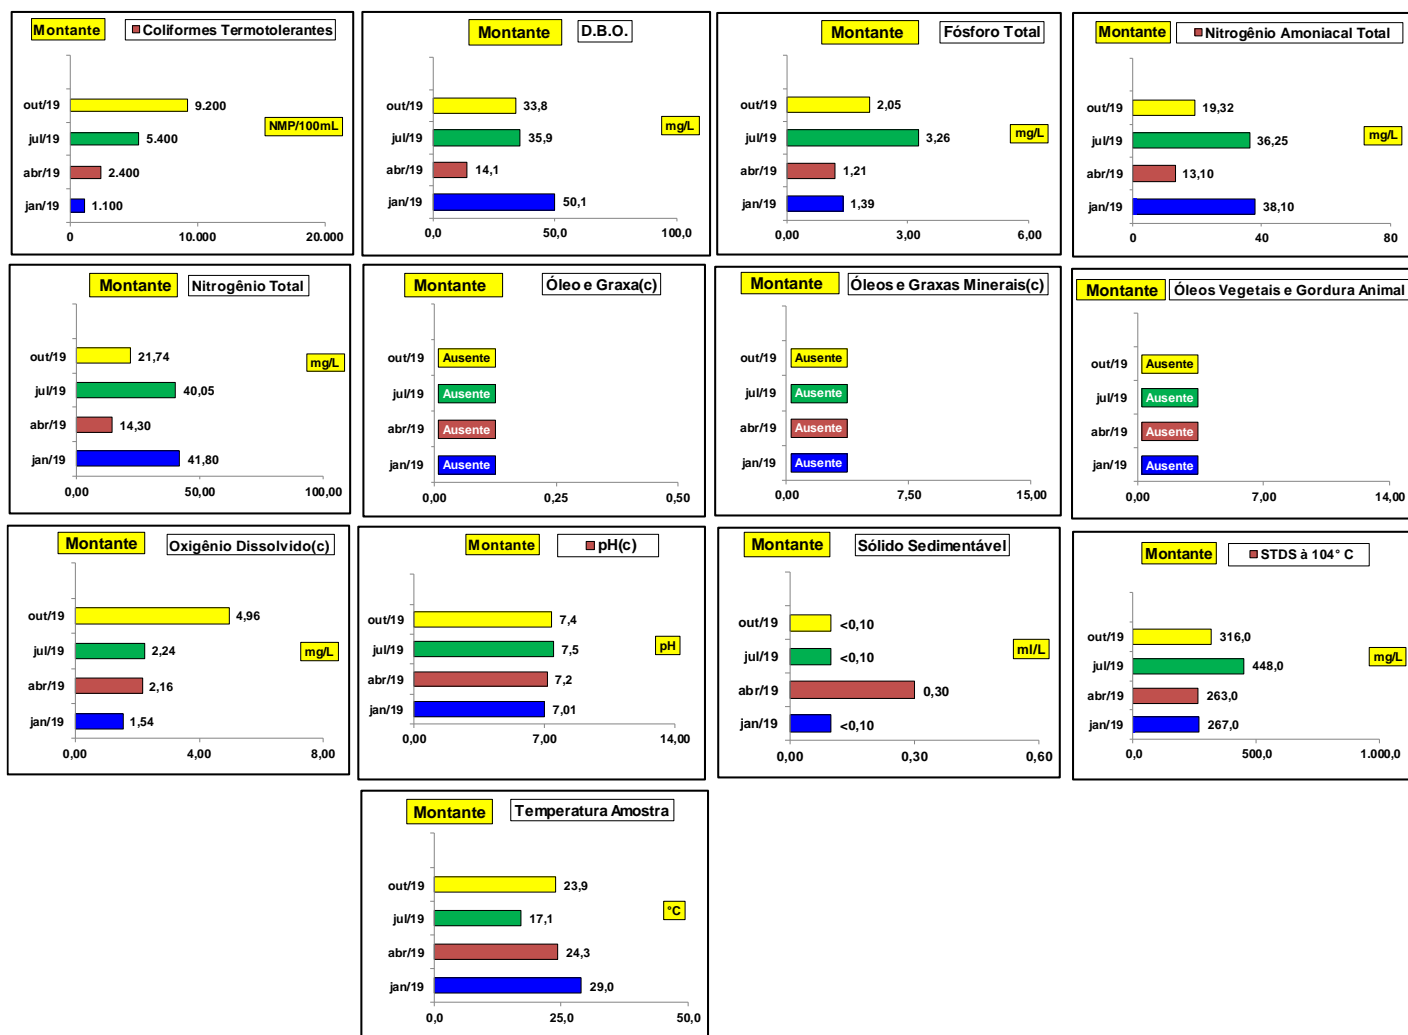 Montante
Coliformes Termotolerantes
out/19
9.200
NMP/100mL
jul/19
5.400
abr/19
2.400
jan/19
1.100
0
10.000
20.000
Montante
D.B.O.
out/19
33,8
mg/L
jul/19
35,9
abr/19
14,1
jan/19
50,1
0,0
50,0
100,0
Montante
Fósforo Total
out/19
2,05
mg/L
jul/19
3,26
abr/19
1,21
jan/19
1,39
0,00
3,00
6,00
Montante
Nitrogênio Amoniacal Total
out/19
19,32
mg/L
jul/19
36,25
abr/19
13,10
jan/19
38,10
0
40
80
Montante
Nitrogênio Total
out/19
21,74
mg/L
jul/19
40,05
abr/19
14,30
jan/19
41,80
0,00
50,00
100,00
Montante
Óleo e Graxa(c)
out/19
Ausente
jul/19
Ausente
abr/19
Ausente
jan/19
Ausente
0,00
0,25
0,50
Montante
Óleos e Graxas Minerais(c)
out/19
Ausente
jul/19
Ausente
abr/19
Ausente
jan/19
Ausente
0,00
7,50
15,00
Montante
Óleos Vegetais e Gordura Animal
out/19
Ausente
jul/19
Ausente
abr/19
Ausente
jan/19
Ausente
0,00
7,00
14,00
Montante
Oxigênio Dissolvido(c)
out/19
4,96
jul/19
2,24
mg/L
abr/19
2,16
jan/19
1,54
0,00
4,00
8,00
Montante
pH(c)
out/19
7,4
jul/19
7,5
pH
abr/19
7,2
jan/19
7,01
0,00
7,00
14,00
Montante
Sólido Sedimentável
out/19
<0,10
jul/19
<0,10
ml/L
abr/19
0,30
jan/19
<0,10
0,00
0,30
0,60
Montante
STDS à 104° C
out/19
316,0
mg/L
jul/19
448,0
abr/19
263,0
jan/19
267,0
0,0
500,0
1.000,0
Montante
Temperatura Amostra
out/19
23,9
°C
jul/19
17,1
abr/19
24,3
jan/19
29,0
0,0
25,0
50,0